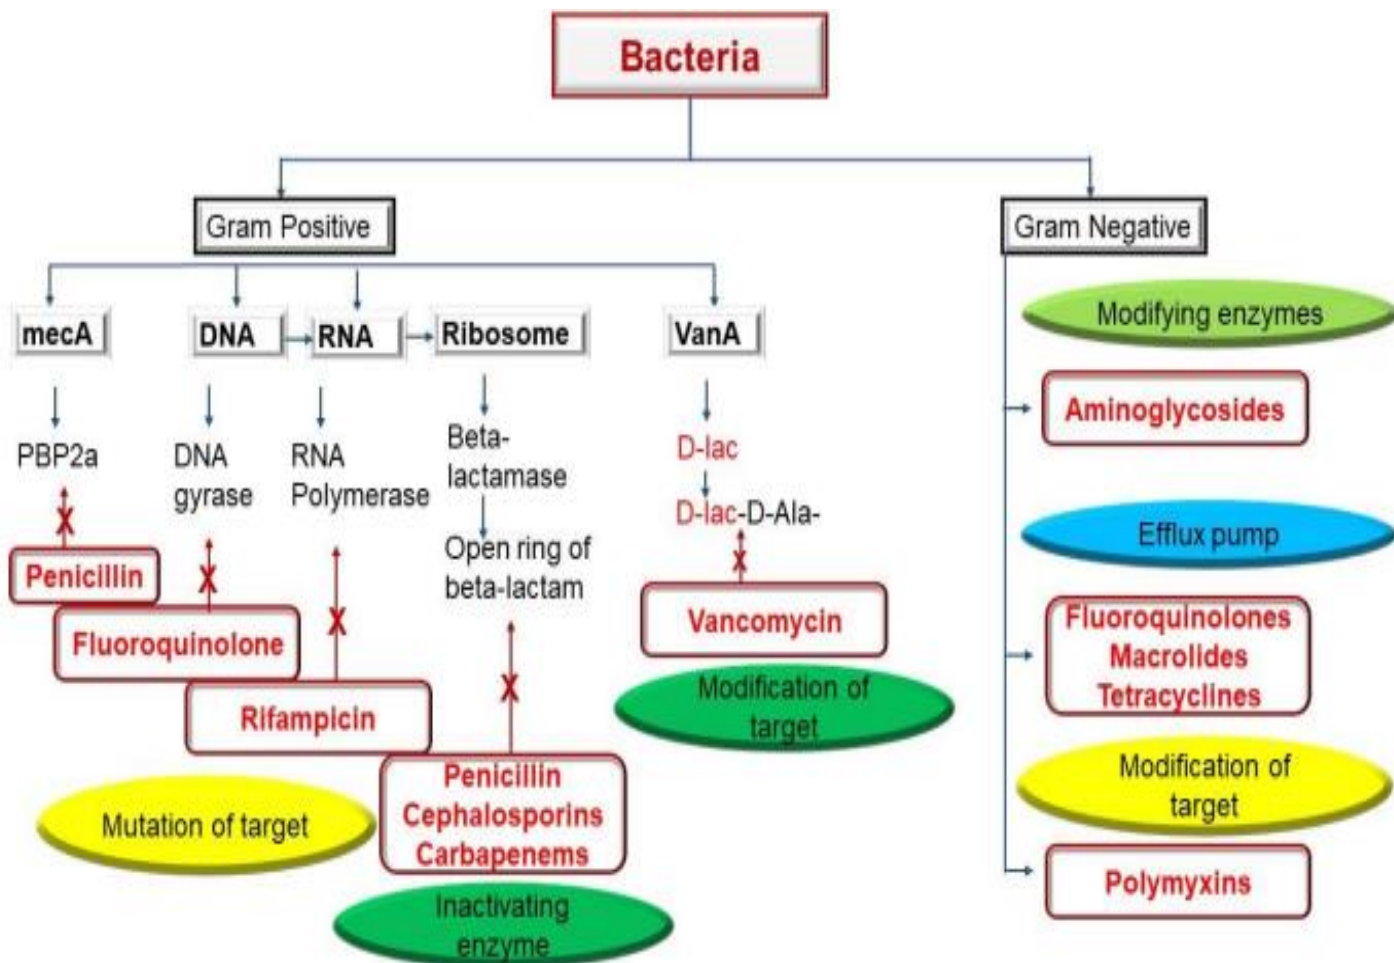 Bacteria
Gram Positive
Gram Negative
mecA
DNA
RNA
Ribosome
VanA
PBP2a
DNA
gyrase
RNA
Polymerase
Beta-
lactamase
Open ring of
beta-lactam
D-lac
D-lac-D-Ala-
X
X
X
X
X
Penicillin
Fluoroquinolone
Rifampicin
Penicillin
Cephalosporins
Carbapenems
Vancomycin
Mutation of target
Inactivating
enzyme
Modification of
target
Modifying enzymes
Aminoglycosides
Efflux pump
Fluoroquinolones
Macrolides
Tetracyclines
Modification of
target
Polymyxins